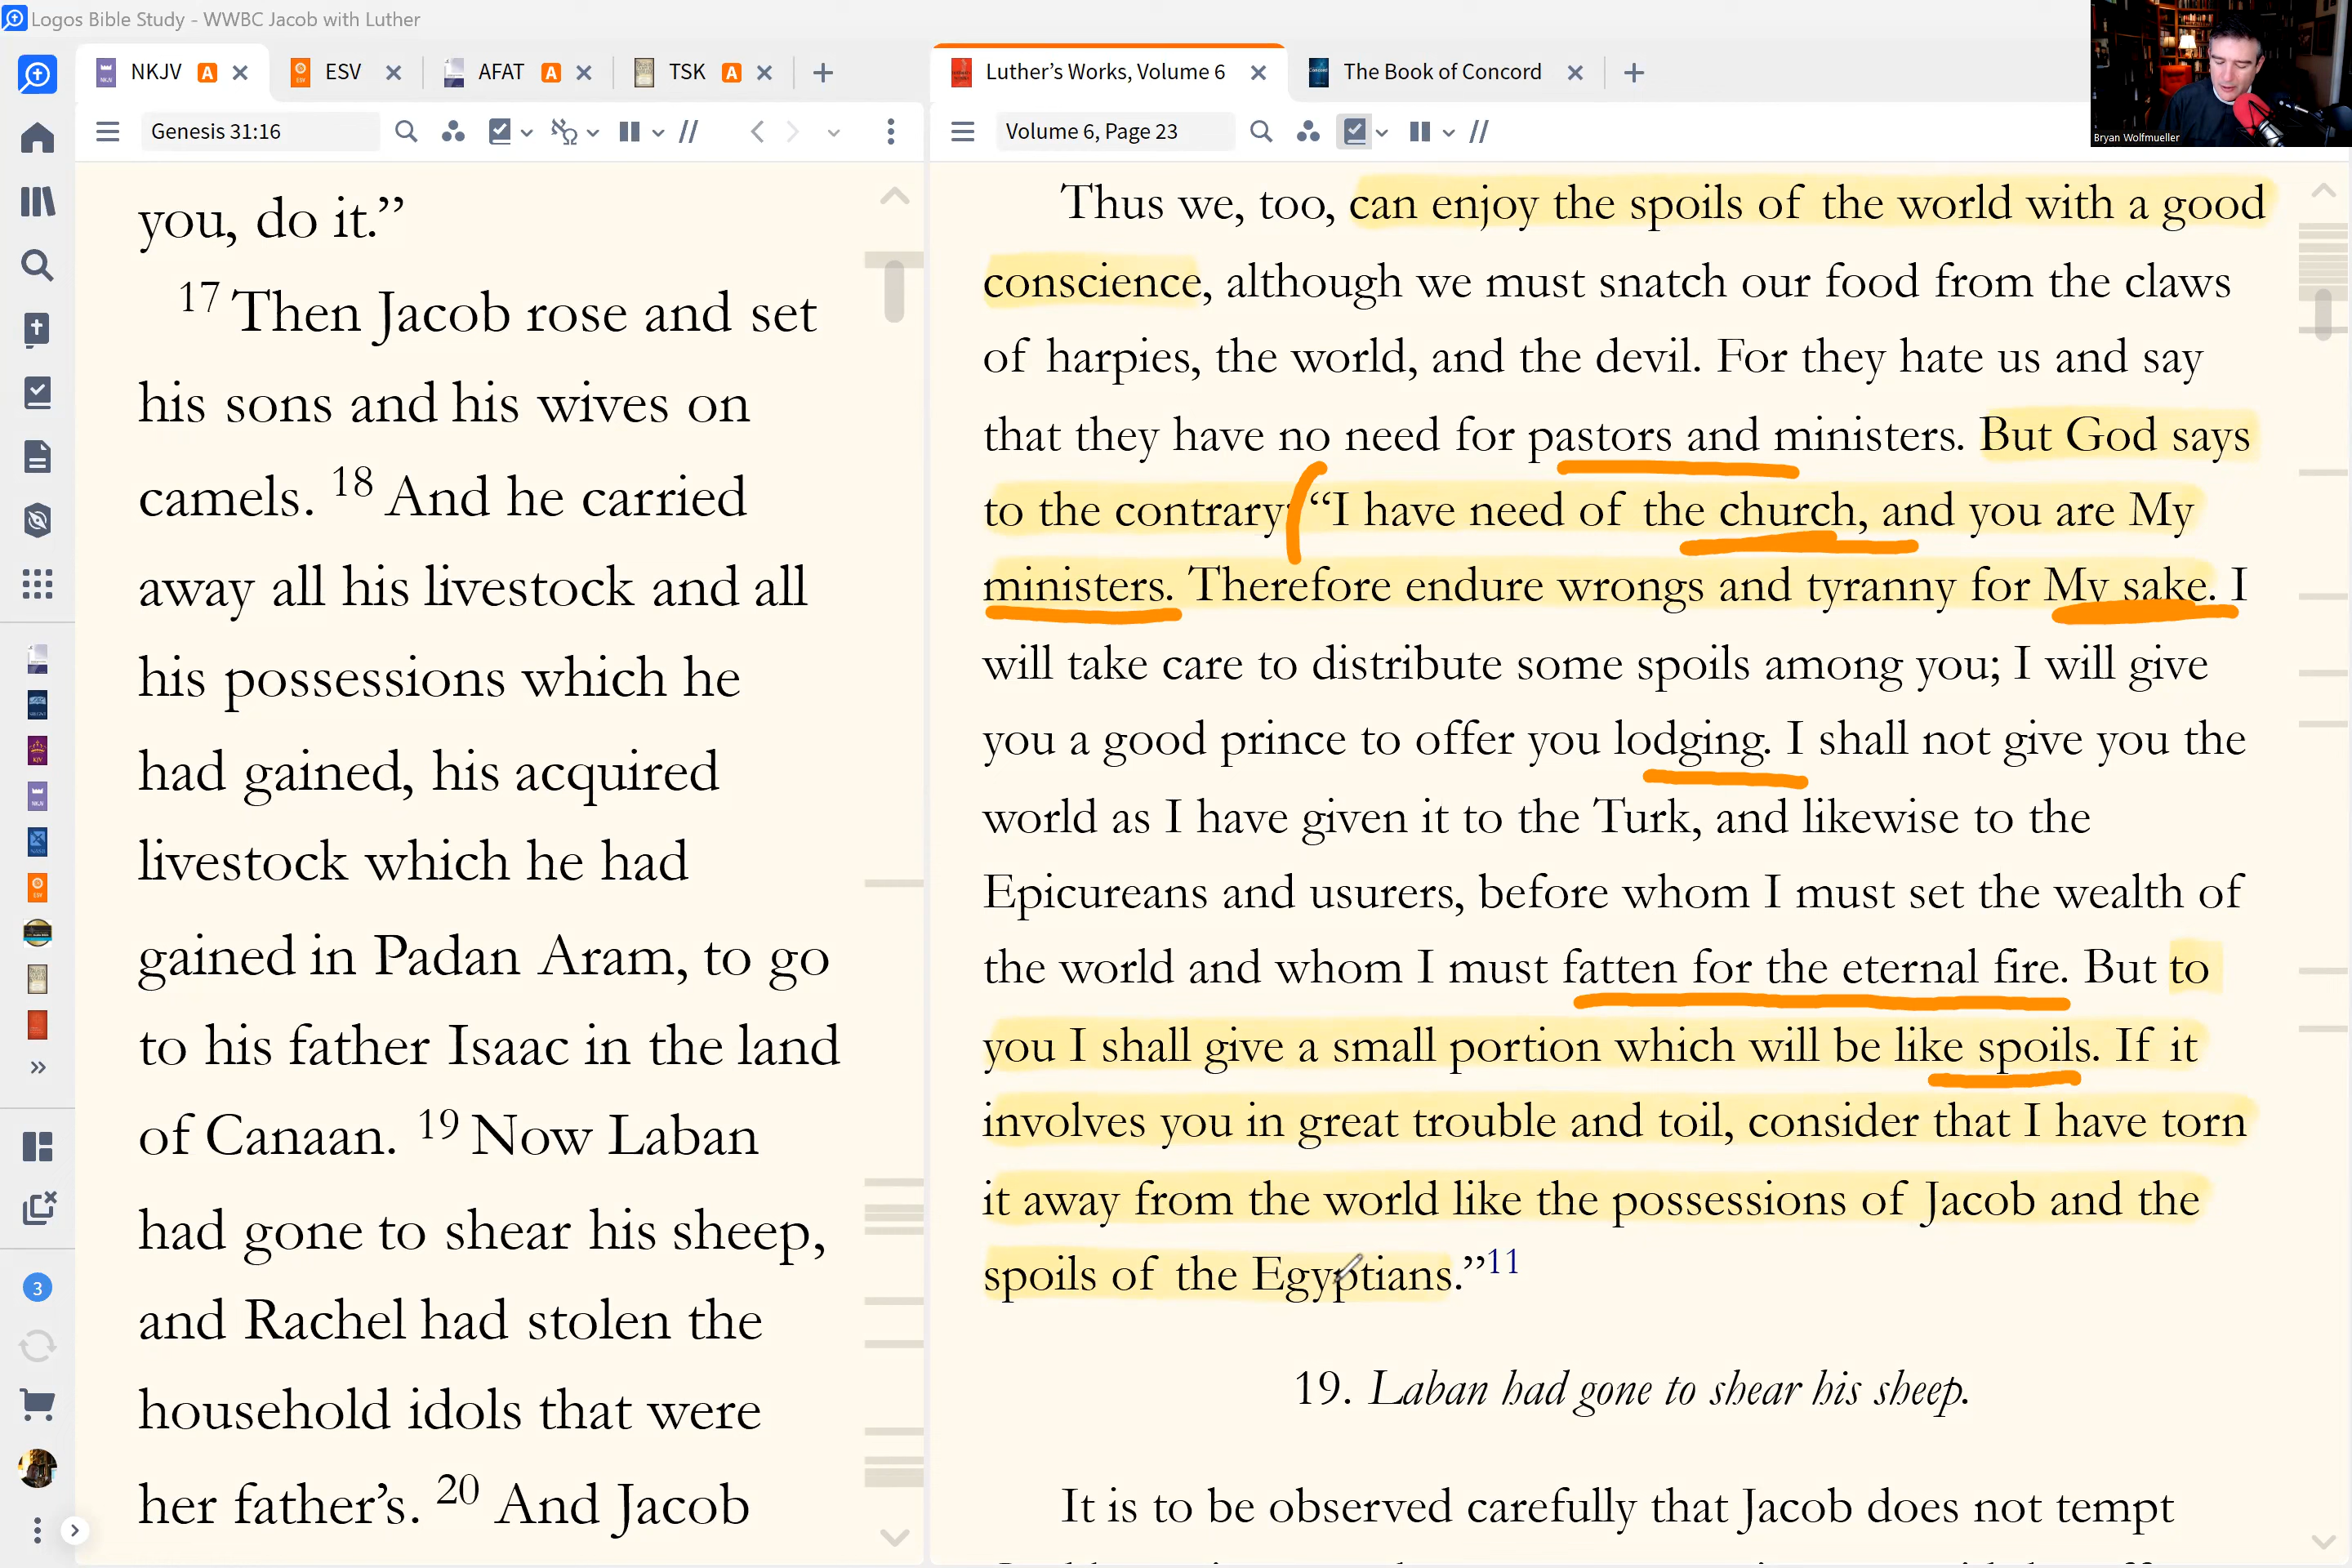 Logos Bible Study - WWBC Jacob with Luther
NKJV A
ESV
AFAT A
TSK A
Genesis 31:16
you, do it.”
17 Then Jacob rose and set
his sons and his wives on
camels. 18 And he carried
away all his livestock and all
his possessions which he
had gained, his acquired
livestock which he had
gained in Padan Aram, to go
to his father Isaac in the land
of Canaan. 19 Now Laban
had gone to shear his sheep,
and Rachel had stolen the
household idols that were
her father’s. 20 And Jacob
Luther’s Works, Volume 6
The Book of Concord
Volume 6, Page 23
Thus we, too, can enjoy the spoils of the world with a good
conscience, although we must snatch our food from the claws
of harpies, the world, and the devil. For they hate us and say
that they have no need for pastors and ministers. But God says
to the contrary: “I have need of the church, and you are My
ministers. Therefore endure wrongs and tyranny for My sake. I
will take care to distribute some spoils among you; I will give
you a good prince to offer you lodging. I shall not give you the
world as I have given it to the Turk, and likewise to the
Epicureans and usurers, before whom I must set the wealth of
the world and whom I must fatten for the eternal fire. But to
you I shall give a small portion which will be like spoils. If it
involves you in great trouble and toil, consider that I have torn
it away from the world like the possessions of Jacob and the
spoils of the Egyptians.”11
19. Laban had gone to shear his sheep.
It is to be observed carefully that Jacob does not tempt
Bryan Wolfmueller
3